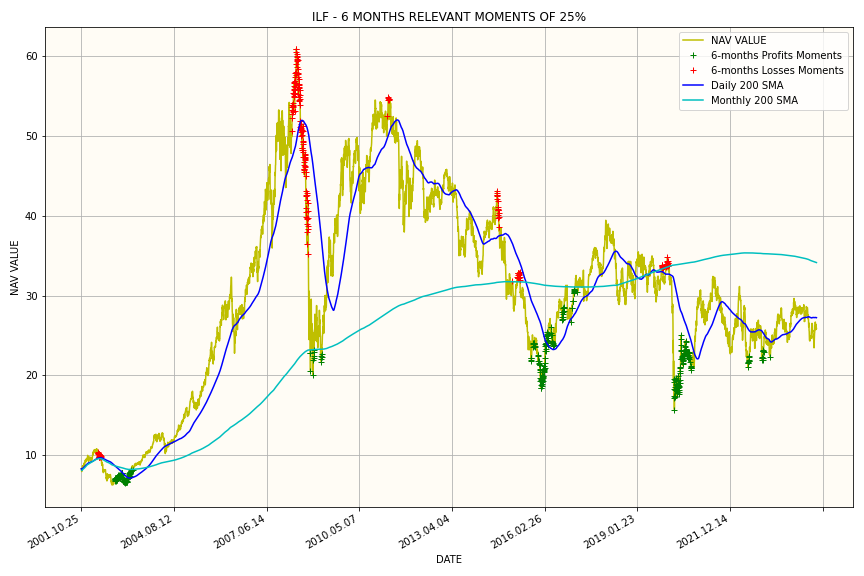 ILF - 6 MONTHS RELEVANT MOMENTS OF 25%
NAV VALUE
6-months Profits Moments
6-months Losses Moments
Daily 200 SMA
Monthly 200 SMA
60
50
40
30
20
10
NAV VALUE
2001.10.25
2004.08.12
2007.06.14
2010.05.07
2013.04.04
2016.02.26
2019.01.23
2021.12.14
DATE